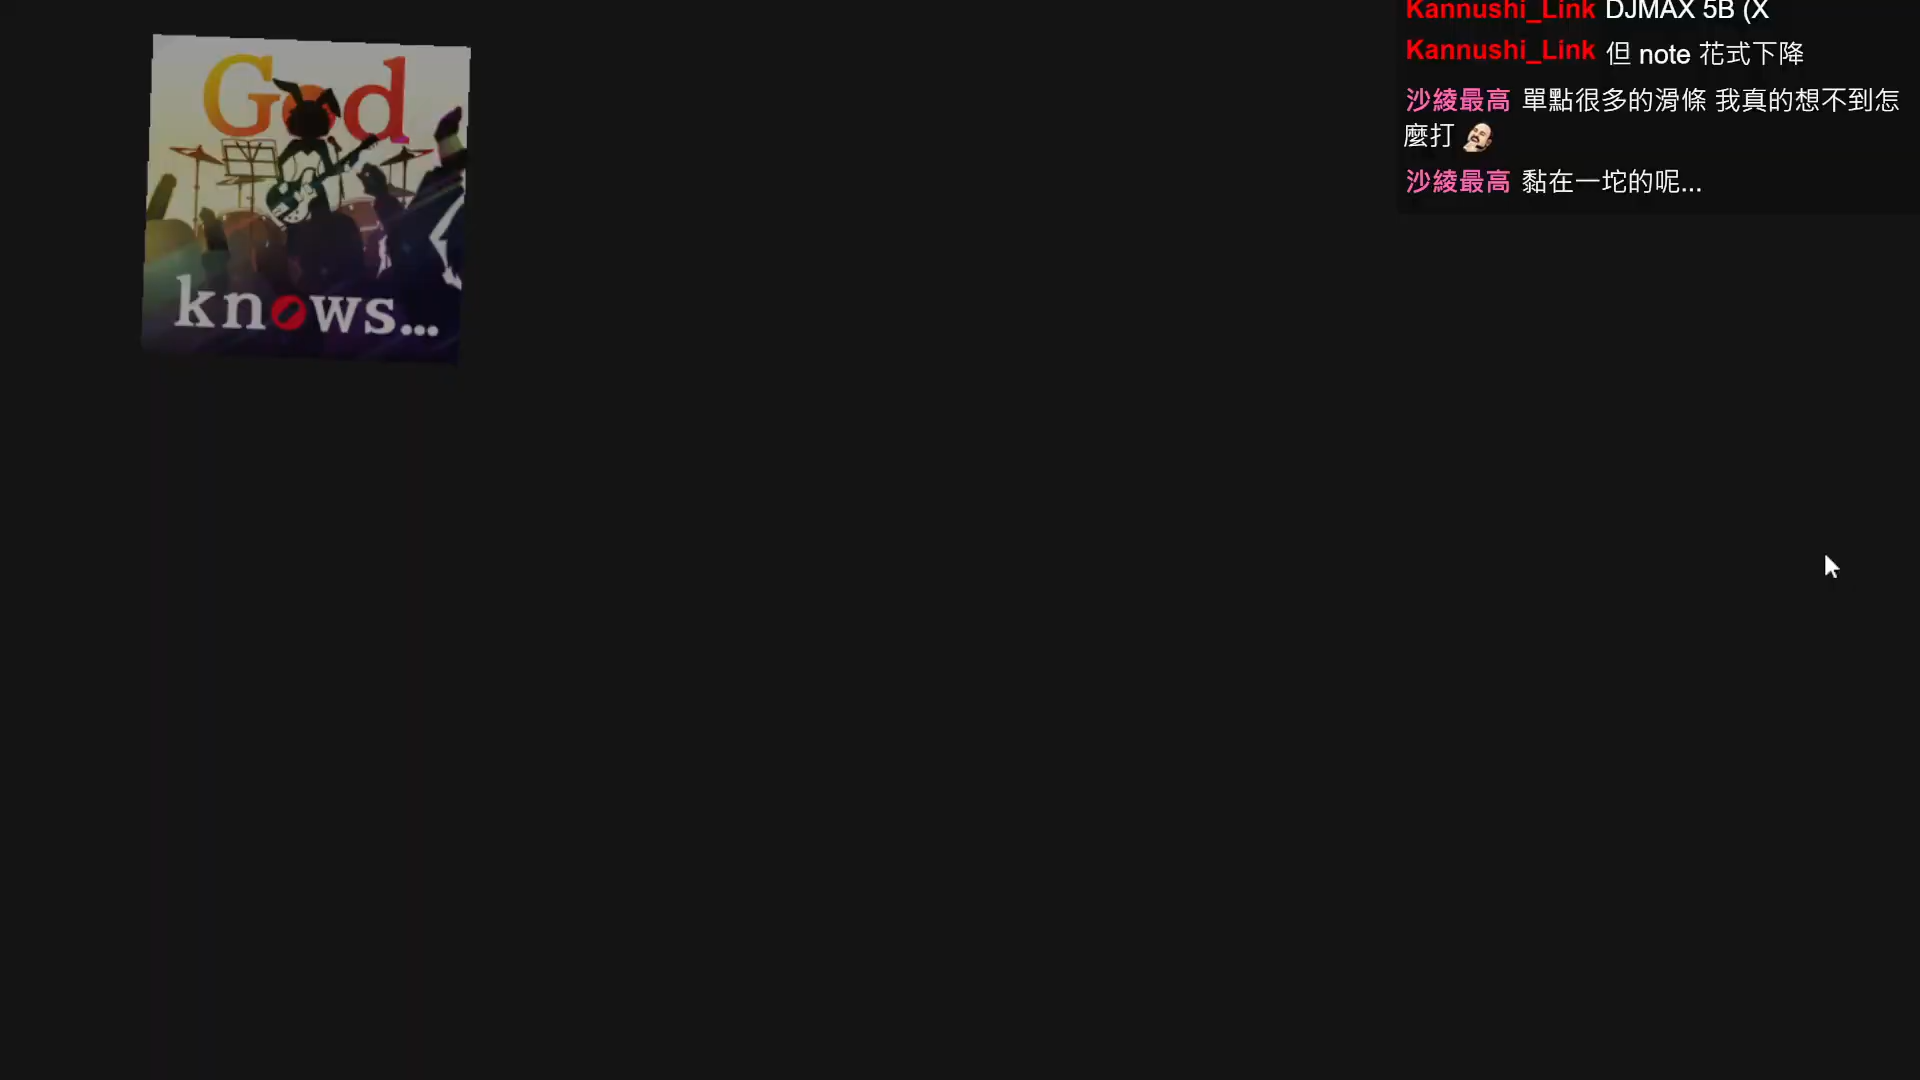 God
knows...
Kannushi_Link DJMAX 5B (X
Kannushi_Link 但 note 花式下降
沙綾最高 單點很多的滑條 我真的想不到怎
麼打
沙綾最高 黏在一坨的呢...